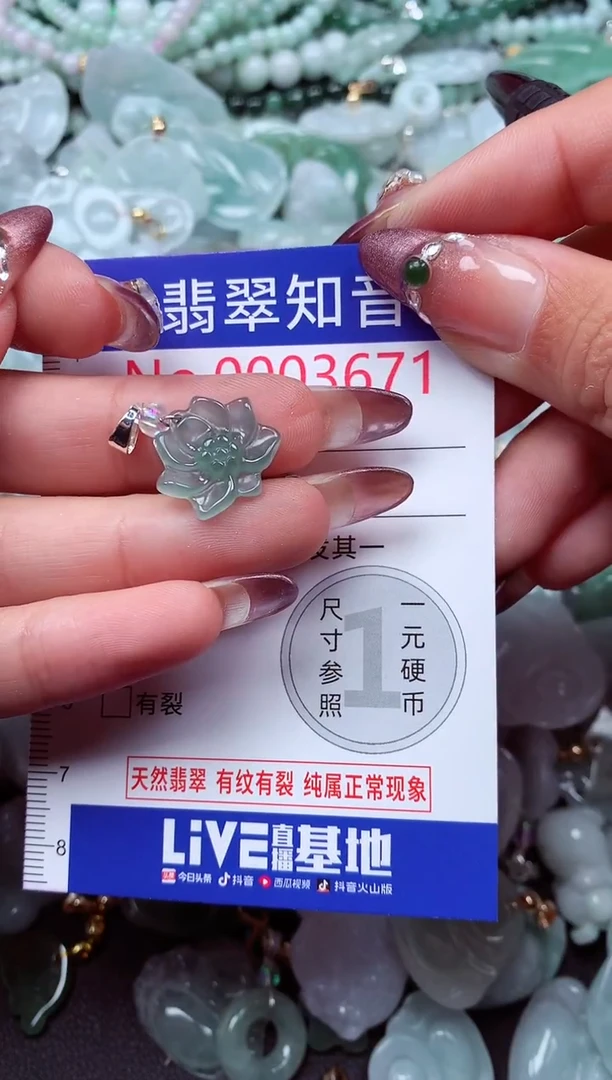 翡翠知音
No.0003671
其一
尺寸参照
1
一元硬币
有裂
7
天然翡翠 有纹有裂 纯属正常现象
8
LiVE直播基地
今日头条 抖音 西瓜视频 抖音火山版